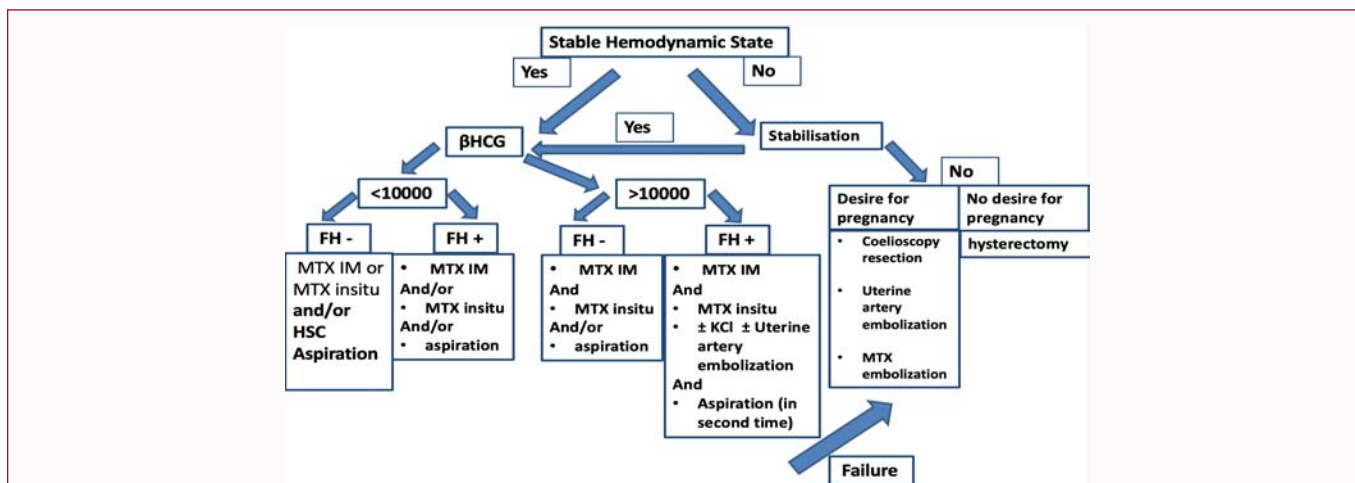 Stable Hemodynamic State
Yes
No
βHCG
Yes
Stabilisation
<10000
>10000
No
FH -
FH +
FH -
FH +
Desire for
pregnancy
No desire for
pregnancy
MTX IM or
MTX insitu
and/or
HSC
Aspiration
• MTX IM
And/or
• MTX insitu
And/or
• aspiration
• MTX IM
And
• MTX insitu
And/or
• aspiration
• MTX IM
And
• MTX insitu
• ± KCl ± Uterine
artery
embolization
And
• Aspiration (in
second time)
• Coelioscopy
resection
• Uterine
artery
embolization
• MTX
embolization
hysterectomy
Failure